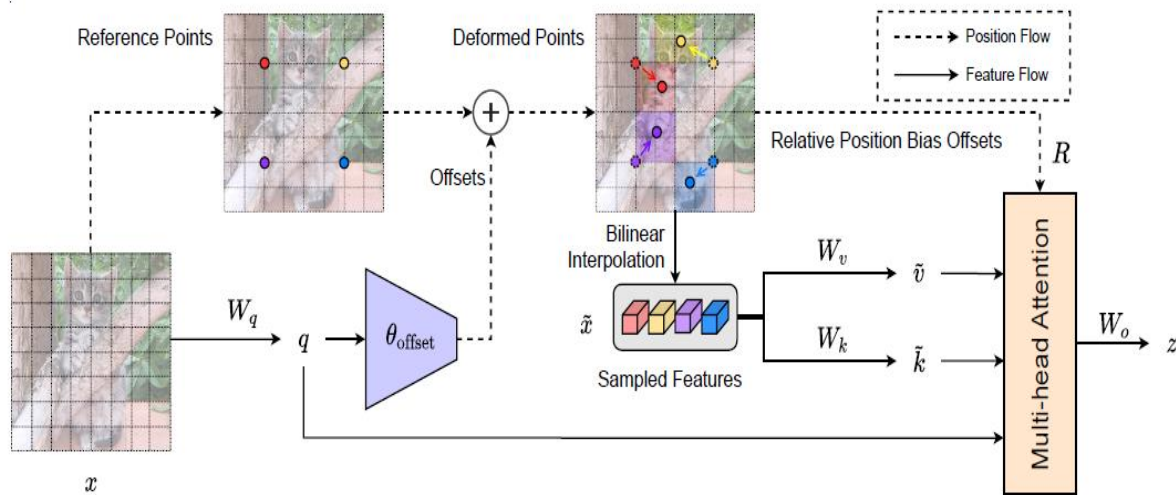 Reference Points
Deformed Points
Position Flow
Feature Flow
Relative Position Bias Offsets
R
Offsets
Bilinear
Interpolation
W_q
q
θ_offset
x̃
Sampled Features
W_v
ṽ
W_k
k̃
Multi-head Attention
W_o
z
x